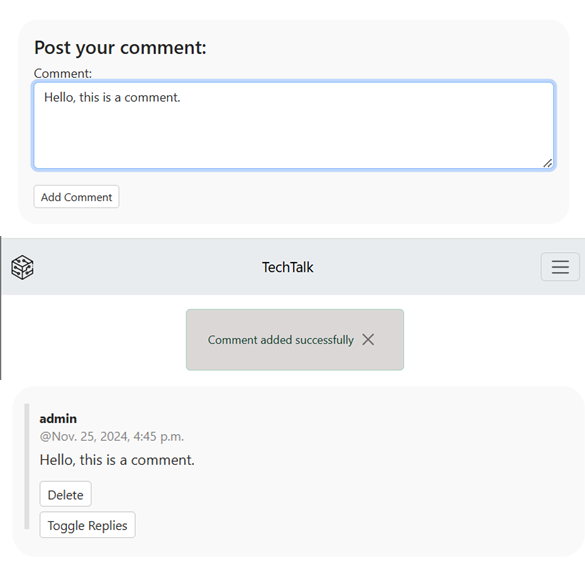 Post your comment:
Comment:
Hello, this is a comment.
Add Comment
TechTalk
Comment added successfully
admin
@Nov. 25, 2024, 4:45 p.m.
Hello, this is a comment.
Delete
Toggle Replies